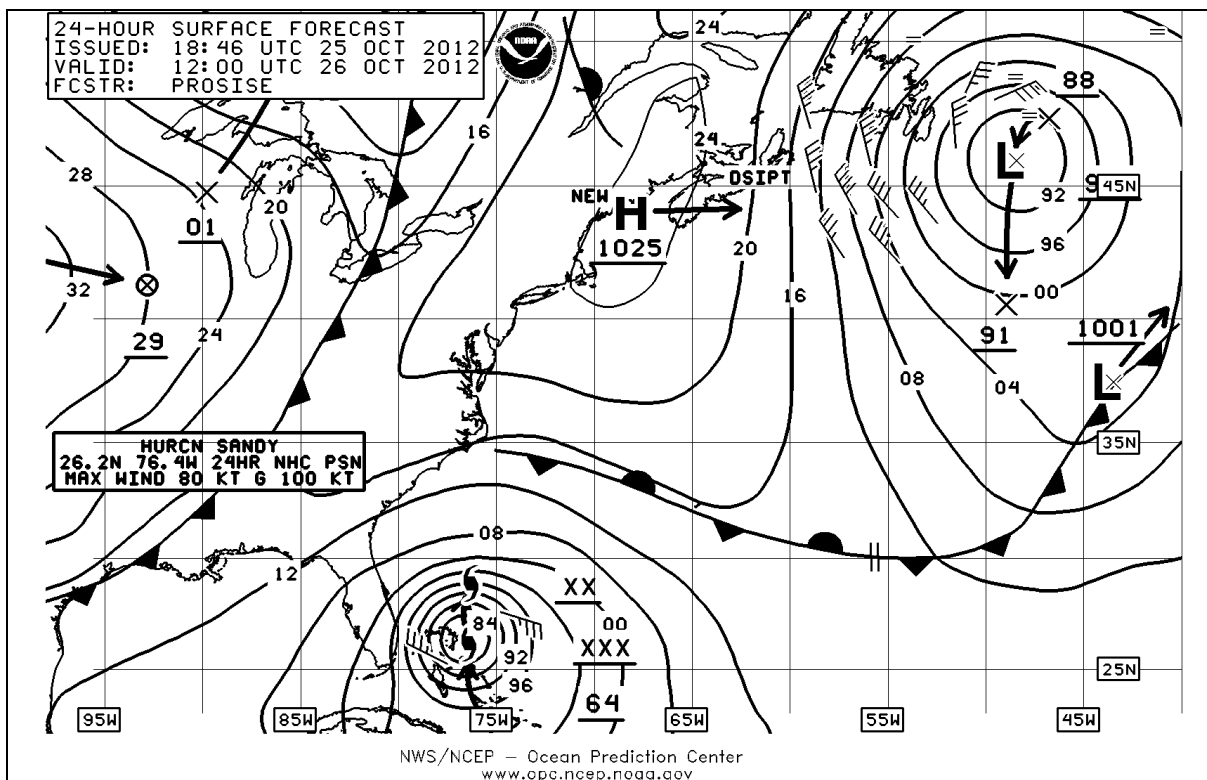 24-HOUR SURFACE FORECAST
ISSUED: 18:46 UTC 25 OCT 2012
VALID: 12:00 UTC 26 OCT 2012
FCSTR: PROSISE
NOAA
24
88
16
24
28
DSIPT
45N
L
92
NEW
H
20
01
1025
20
96
32
16
00
29
24
91
1001
08
04
L
HURCN SANDY
26.2N 76.4W 24HR NHC PSN
MAX WIND 80 KT G 100 KT
35N
08
12
XX
84
00
XXX
92
25N
96
64
95W
85W
75W
65W
55W
45W
NWS/NCEP – Ocean Prediction Center
www.opc.ncep.noaa.gov